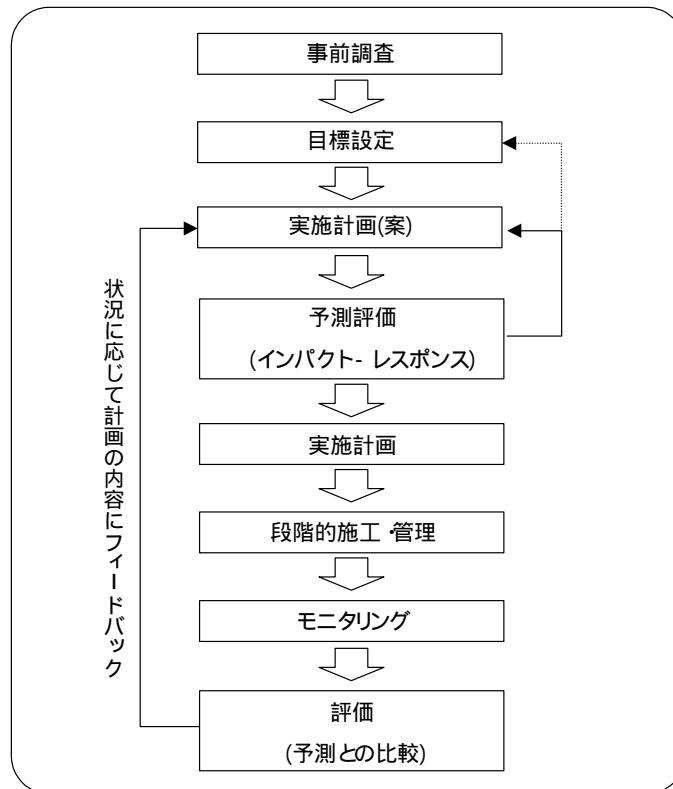 事前調査
目標設定
実施計画(案)
予測評価
(インパクト- レスポンス)
実施計画
段階的施工・管理
モニタリング
評価
(予測との比較)
状況に応じて計画の内容にフィードバック